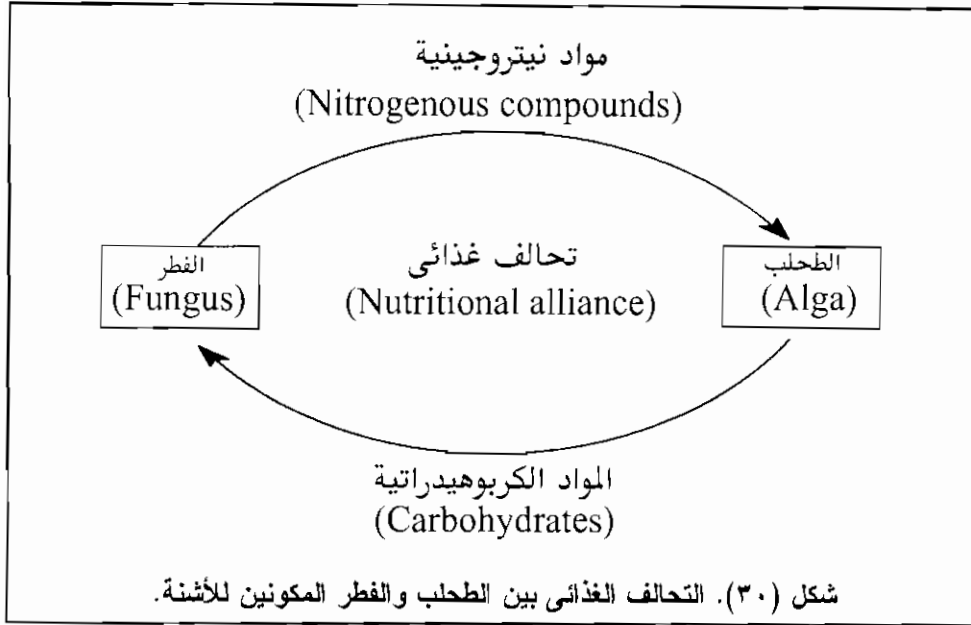 مواد نيتروجينية
(Nitrogenous compounds)
الفطر
(Fungus)
تحالف غذائى
(Nutritional alliance)
الطحلب
(Alga)
المواد الكربوهيدراتية
(Carbohydrates)
شكل (٣٠). التحالف الغذائى بين الطحلب والفطر المكونين للأشنة.